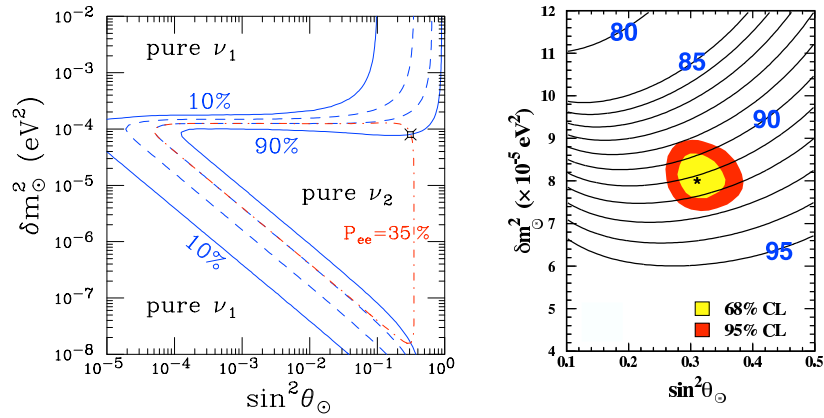 10⁻²
10⁻³
10⁻⁴
10⁻⁵
10⁻⁶
10⁻⁷
10⁻⁸
δm²⊙ (eV²)
pure ν₁
10%
90%
pure ν₂
Pₑₑ=35%
10%
pure ν₁
10⁻⁵ 10⁻⁴ 10⁻³ 10⁻² 10⁻¹ 10⁰
sin²θ⊙
12
11
10
9
8
7
6
5
4
δm²⊙ (× 10⁻⁵ eV²)
80
85
90
95
68% CL
95% CL
0.1 0.2 0.3 0.4 0.5
sin²θ⊙